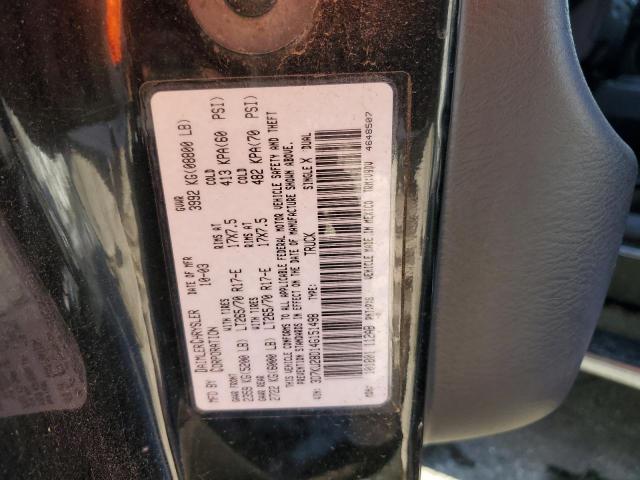 DAIMLERCHRYSLER CORPORATION
DATE OF MFR 10-03
GVWR 3992 KG(08800 LB)
GAWR FRONT 2359 KG(5200 LB)
WITH TIRES LT265/70 R17-E
RIMS AT 17X7.5
COLD 413 KPA(60 PSI)
GAWR REAR 2722 KG(6000 LB)
WITH TIRES LT265/70 R17-E
RIMS AT 17X7.5
COLD 482 KPA(70 PSI)
THIS VEHICLE CONFORMS TO ALL APPLICABLE FEDERAL MOTOR VEHICLE SAFETY AND THEFT
PREVENTION STANDARDS IN EFFECT ON THE DATE OF MANUFACTURE SHOWN ABOVE.
VIN: 3D7KU28D14G151498 TYPE: TRUCK SINGLE X DUAL
MDH: 4648507
VEHICLE MADE IN MEXICO